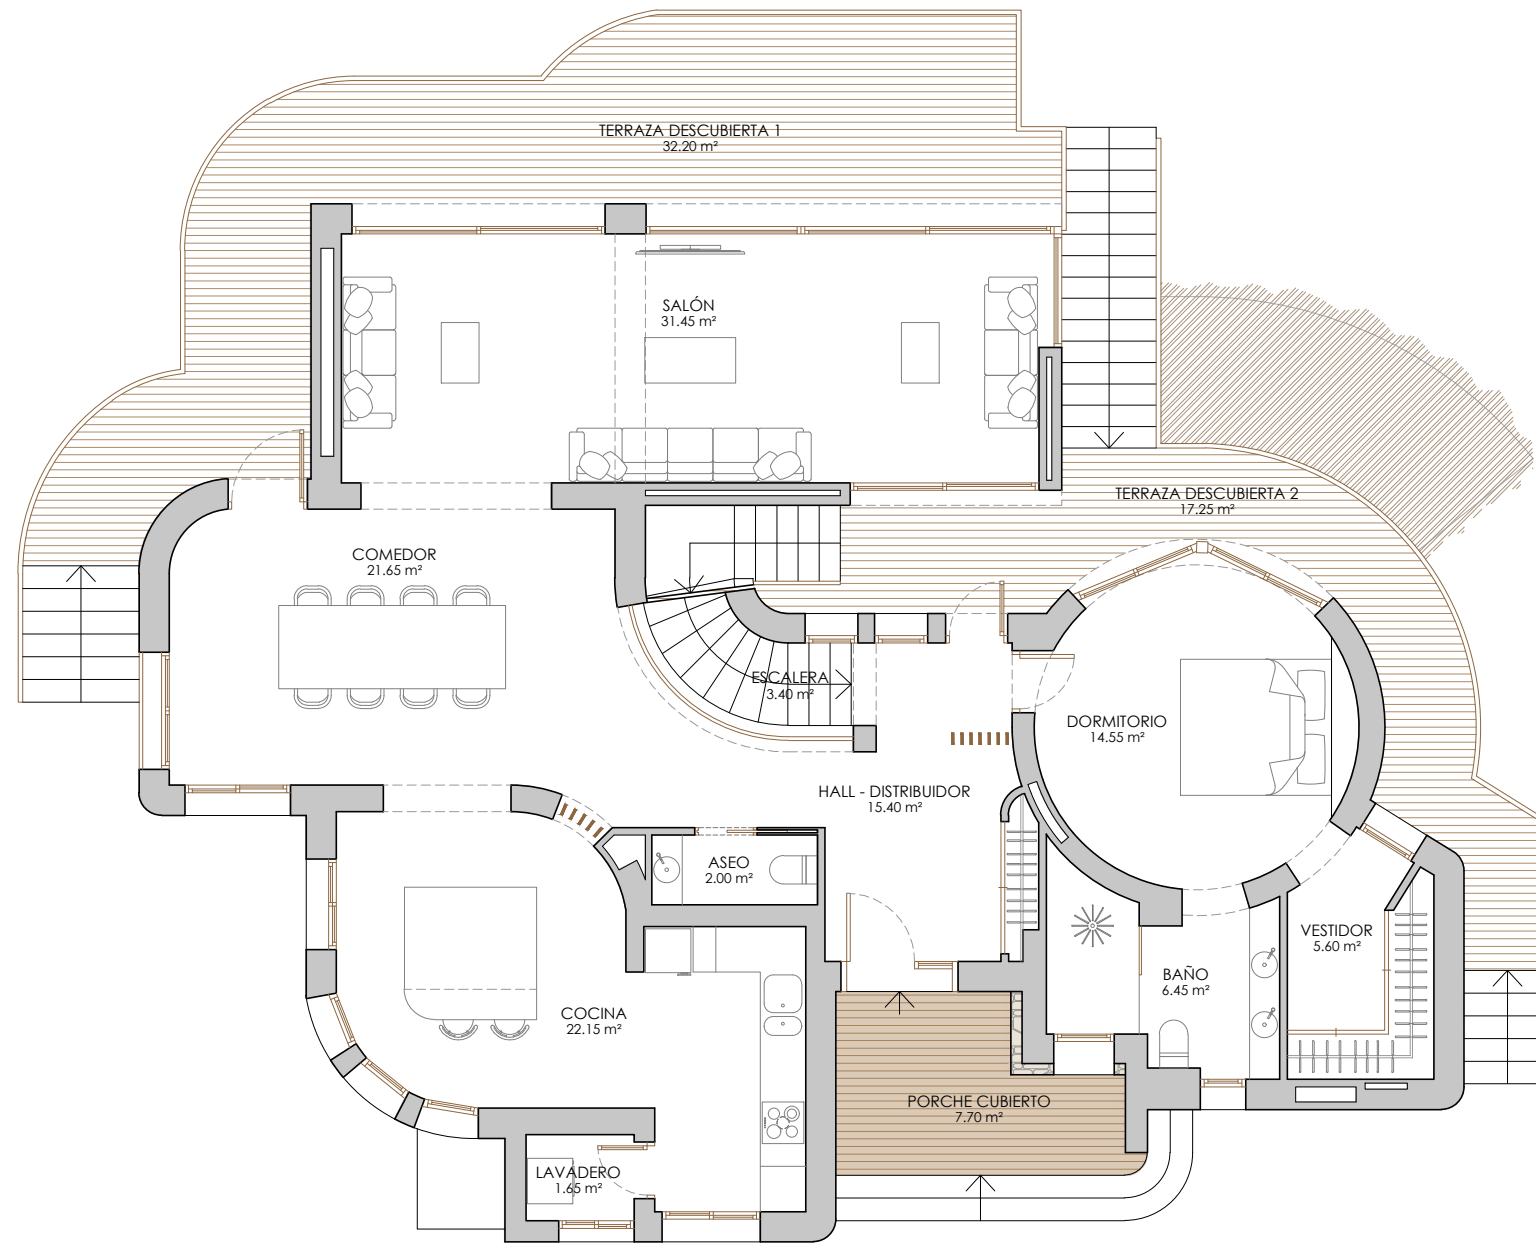 TERRAZA DESCUBIERTA 1
32.20 m²
SALÓN
31.45 m²
TERRAZA DESCUBIERTA 2
17.25 m²
COMEDOR
21.65 m²
ESCALERA
3.40 m²
DORMITORIO
14.55 m²
HALL - DISTRIBUIDOR
15.40 m²
ASEO
2.00 m²
VESTIDOR
5.60 m²
BAÑO
6.45 m²
COCINA
22.15 m²
PORCHE CUBIERTO
7.70 m²
LAVADERO
1.65 m²